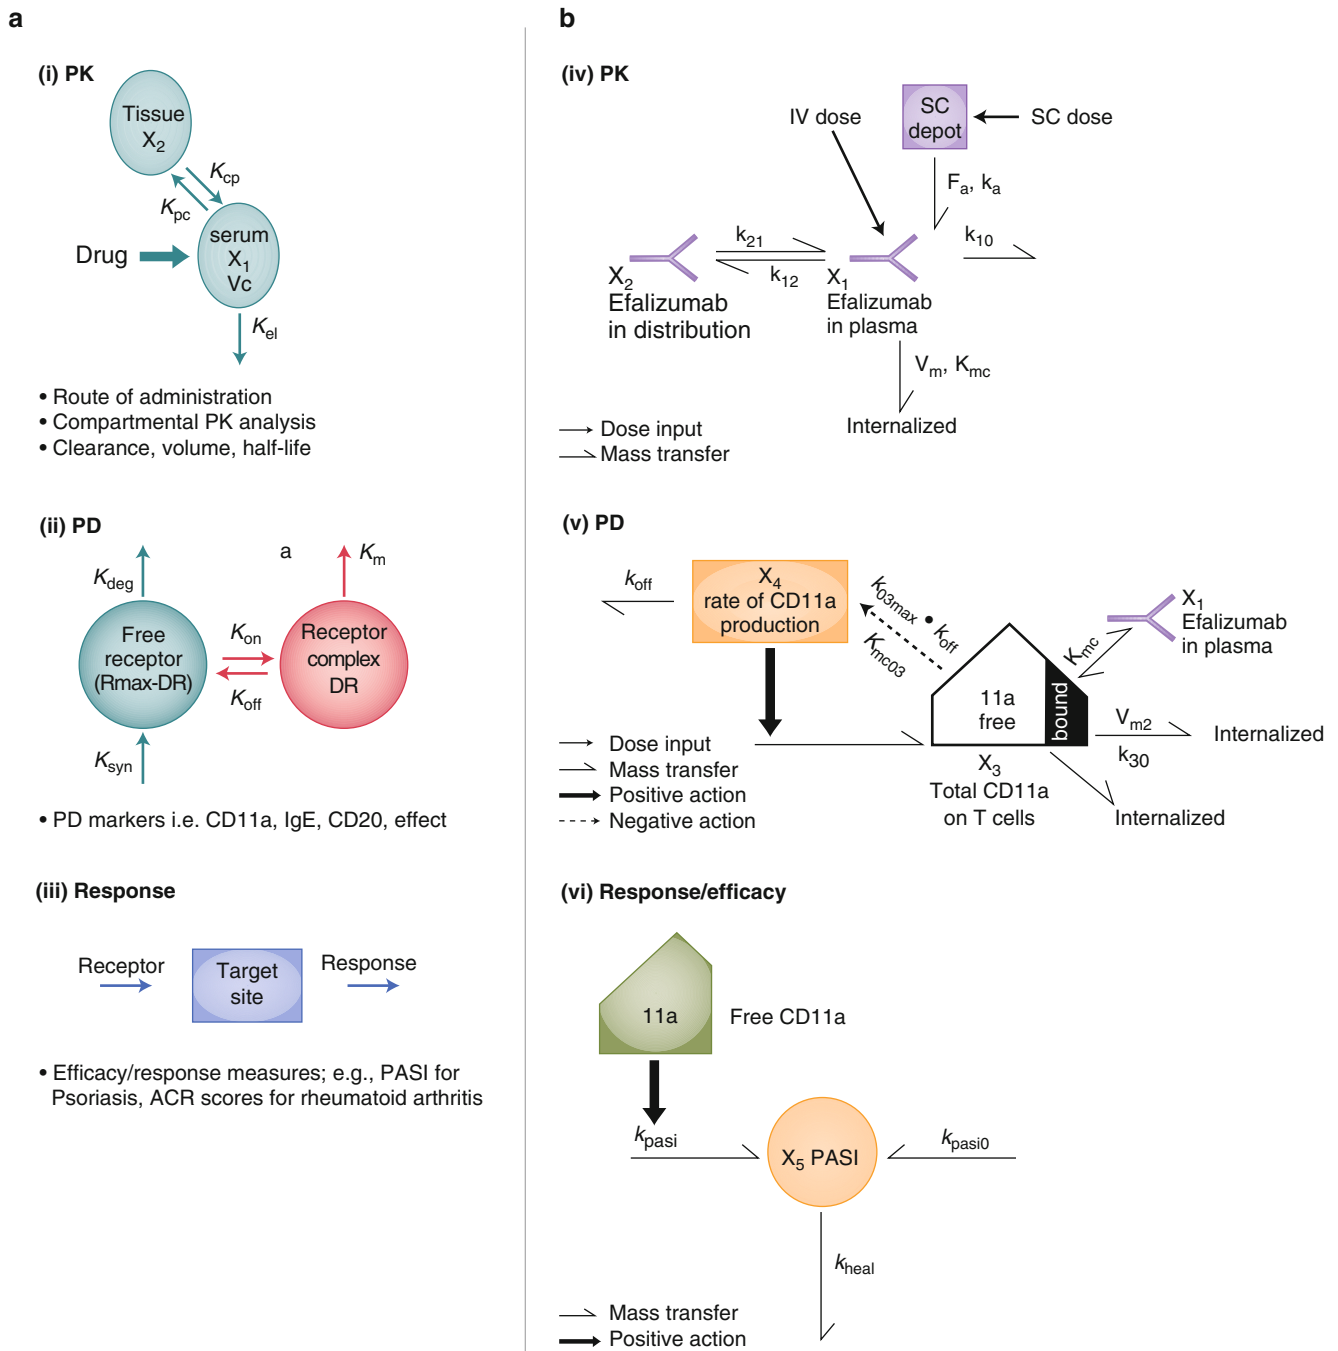 a
(i) PK
Tissue
X2
Kcp
Kpc
Drug
serum
X1
Vc
Kel
• Route of administration
• Compartmental PK analysis
• Clearance, volume, half-life
(ii) PD
a
Kdeg
Km
Free
receptor
(Rmax-DR)
Kon
Koff
Receptor
complex
DR
Ksyn
• PD markers i.e. CD11a, IgE, CD20, effect
(iii) Response
Receptor
Target
site
Response
• Efficacy/response measures; e.g., PASI for
Psoriasis, ACR scores for rheumatoid arthritis
b
(iv) PK
IV dose
SC
depot
SC dose
Fa, ka
k21
k12
k10
X2
Efalizumab
in distribution
X1
Efalizumab
in plasma
Vm, Kmc
Internalized
Dose input
Mass transfer
(v) PD
koff
X4
rate of CD11a
production
k03max • koff
Kmc03
X1
Efalizumab
in plasma
Kmc
11a
free
bound
Vm2
k30
Internalized
X3
Total CD11a
on T cells
Internalized
Dose input
Mass transfer
Positive action
Negative action
(vi) Response/efficacy
11a
Free CD11a
kpasi
X5 PASI
kpasi0
kheal
Mass transfer
Positive action